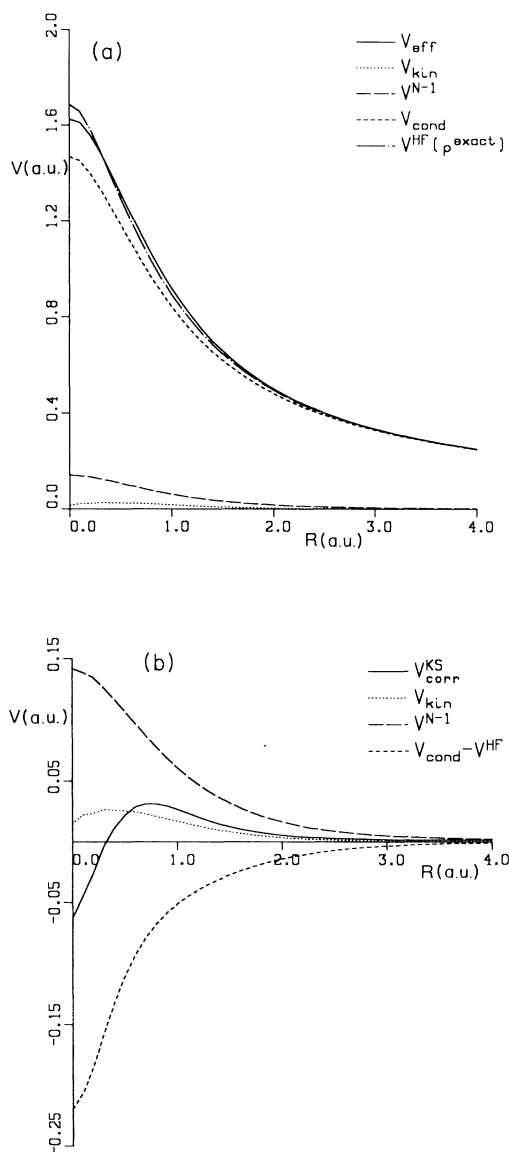 (a)
V_eff
V_kin
V^N-1
V_cond
V^HF(ρ^exact)
V(a.u.)
2.0
1.6
1.2
0.8
0.4
0.0
0.0 1.0 2.0 3.0 4.0
R(a.u.)
(b)
V^KS_corr
V_kin
V^N-1
V_cond-V^HF
V(a.u.)
0.15
0.05
-0.05
-0.15
-0.25
0.0 1.0 2.0 3.0 4.0
R(a.u.)